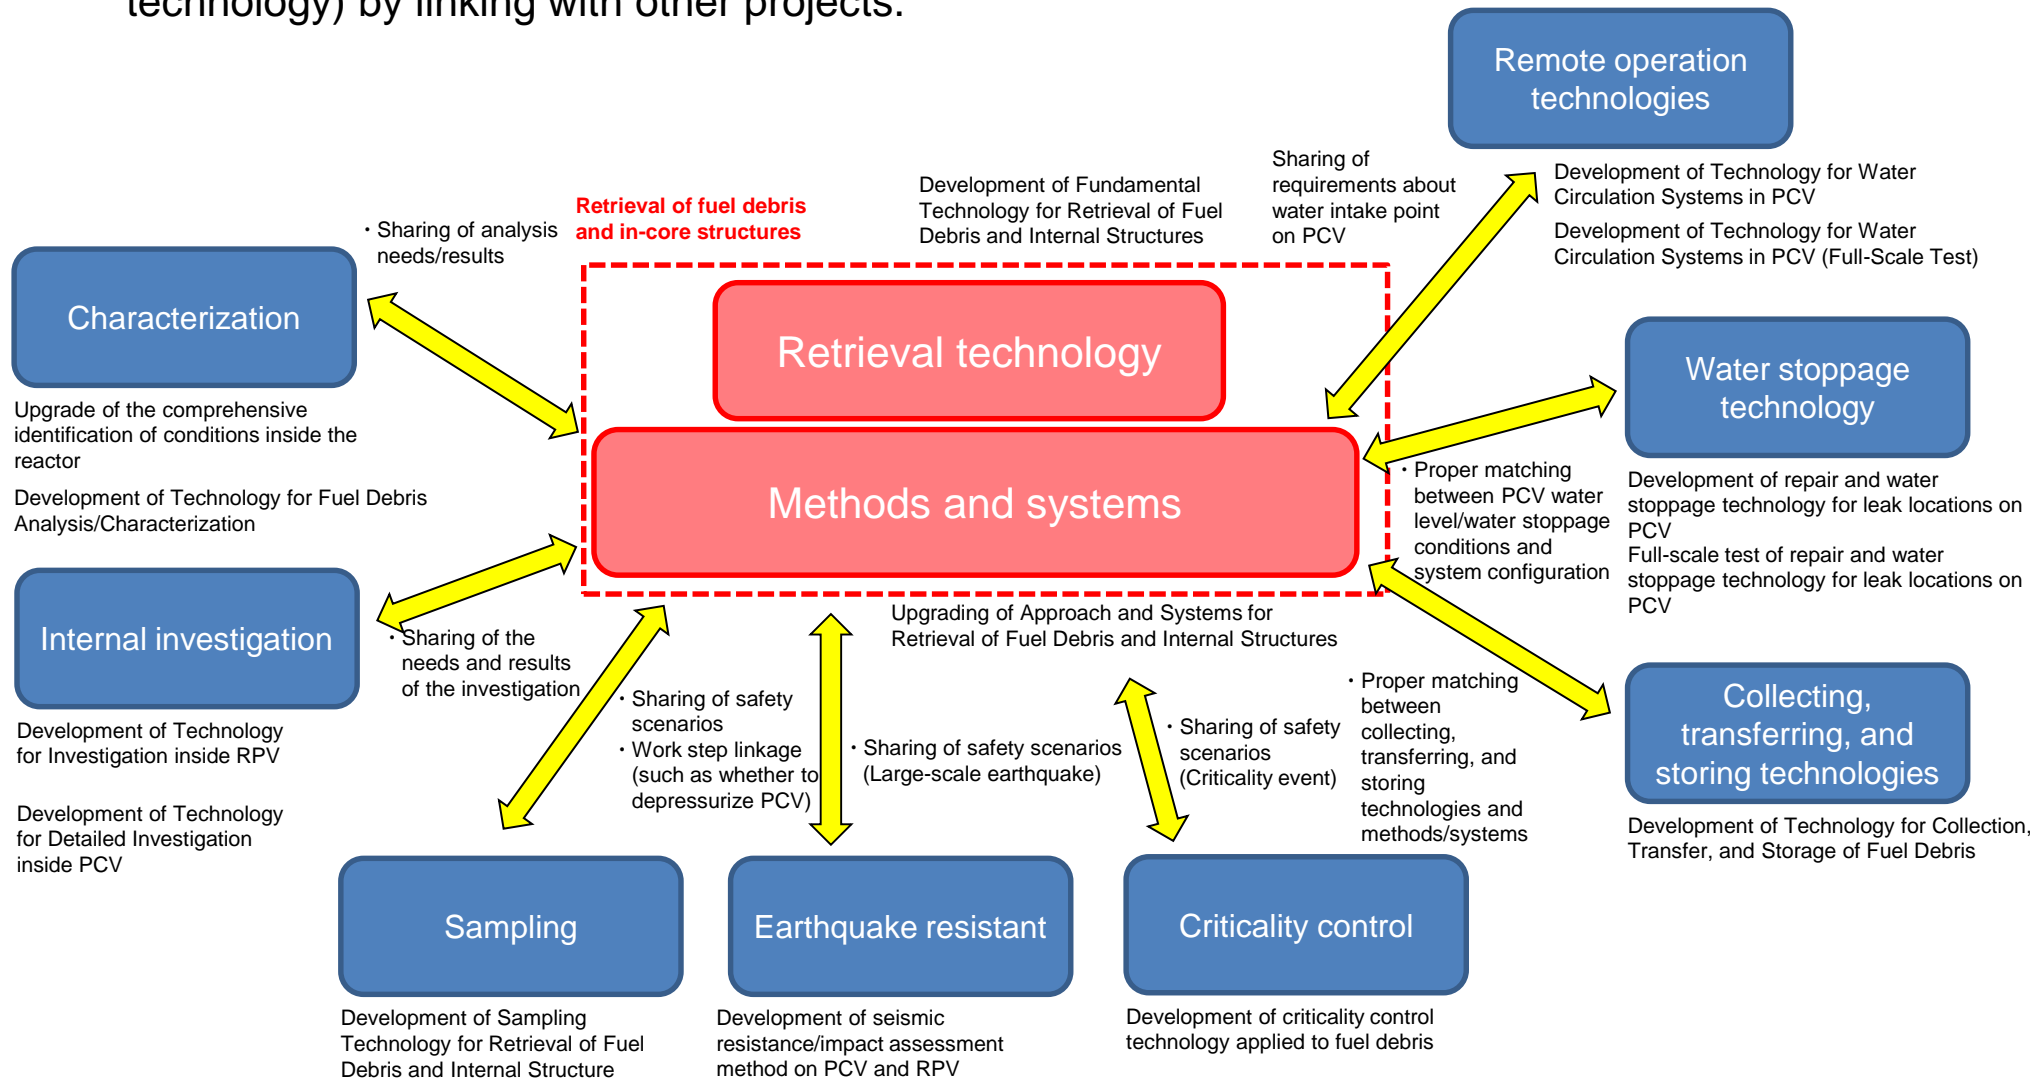 technology) by linking with other projects.
Remote operation
technologies
Development of Technology for Water
Circulation Systems in PCV
Development of Technology for Water
Circulation Systems in PCV (Full-Scale Test)
Sharing of
requirements about
water intake point
on PCV
Development of Fundamental
Technology for Retrieval of Fuel
Debris and Internal Structures
Retrieval of fuel debris
and in-core structures
・Sharing of analysis
needs/results
Characterization
Upgrade of the comprehensive
identification of conditions inside the
reactor
Development of Technology for Fuel Debris
Analysis/Characterization
Retrieval technology
Methods and systems
Water stoppage
technology
Development of repair and water
stoppage technology for leak locations on
PCV
Full-scale test of repair and water
stoppage technology for leak locations on
PCV
・Proper matching
between PCV water
level/water stoppage
conditions and
system configuration
Internal investigation
Development of Technology
for Investigation inside RPV
Development of Technology
for Detailed Investigation
inside PCV
・Sharing of the
needs and results
of the investigation
Upgrading of Approach and Systems for
Retrieval of Fuel Debris and Internal Structures
・Sharing of safety
scenarios
・Work step linkage
(such as whether to
depressurize PCV)
・Sharing of safety scenarios
(Large-scale earthquake)
・Sharing of safety
scenarios
(Criticality event)
・Proper matching
between
collecting,
transferring, and
storing
technologies and
methods/systems
Collecting,
transferring, and
storing technologies
Development of Technology for Collection,
Transfer, and Storage of Fuel Debris
Sampling
Development of Sampling
Technology for Retrieval of Fuel
Debris and Internal Structure
Earthquake resistant
Development of seismic
resistance/impact assessment
method on PCV and RPV
Criticality control
Development of criticality control
technology applied to fuel debris